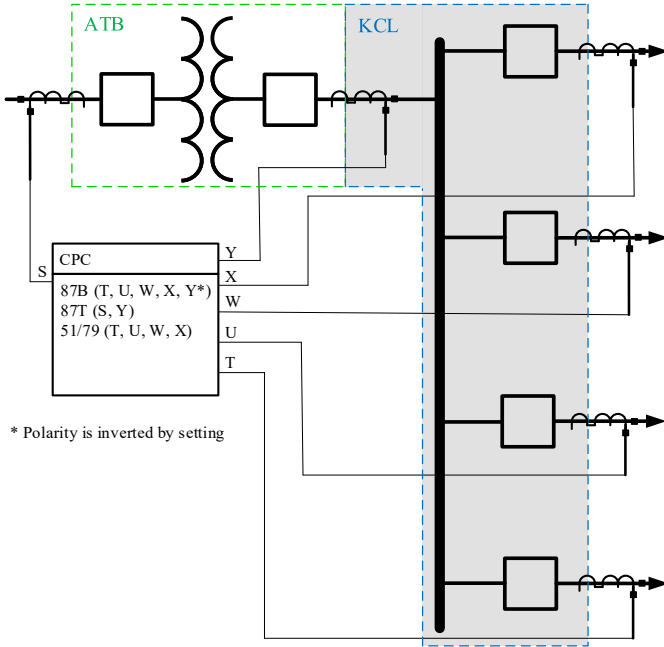 ATB
KCL
S
CPC
87B (T, U, W, X, Y*)
87T (S, Y)
51/79 (T, U, W, X)
Y
X
W
U
T
* Polarity is inverted by setting